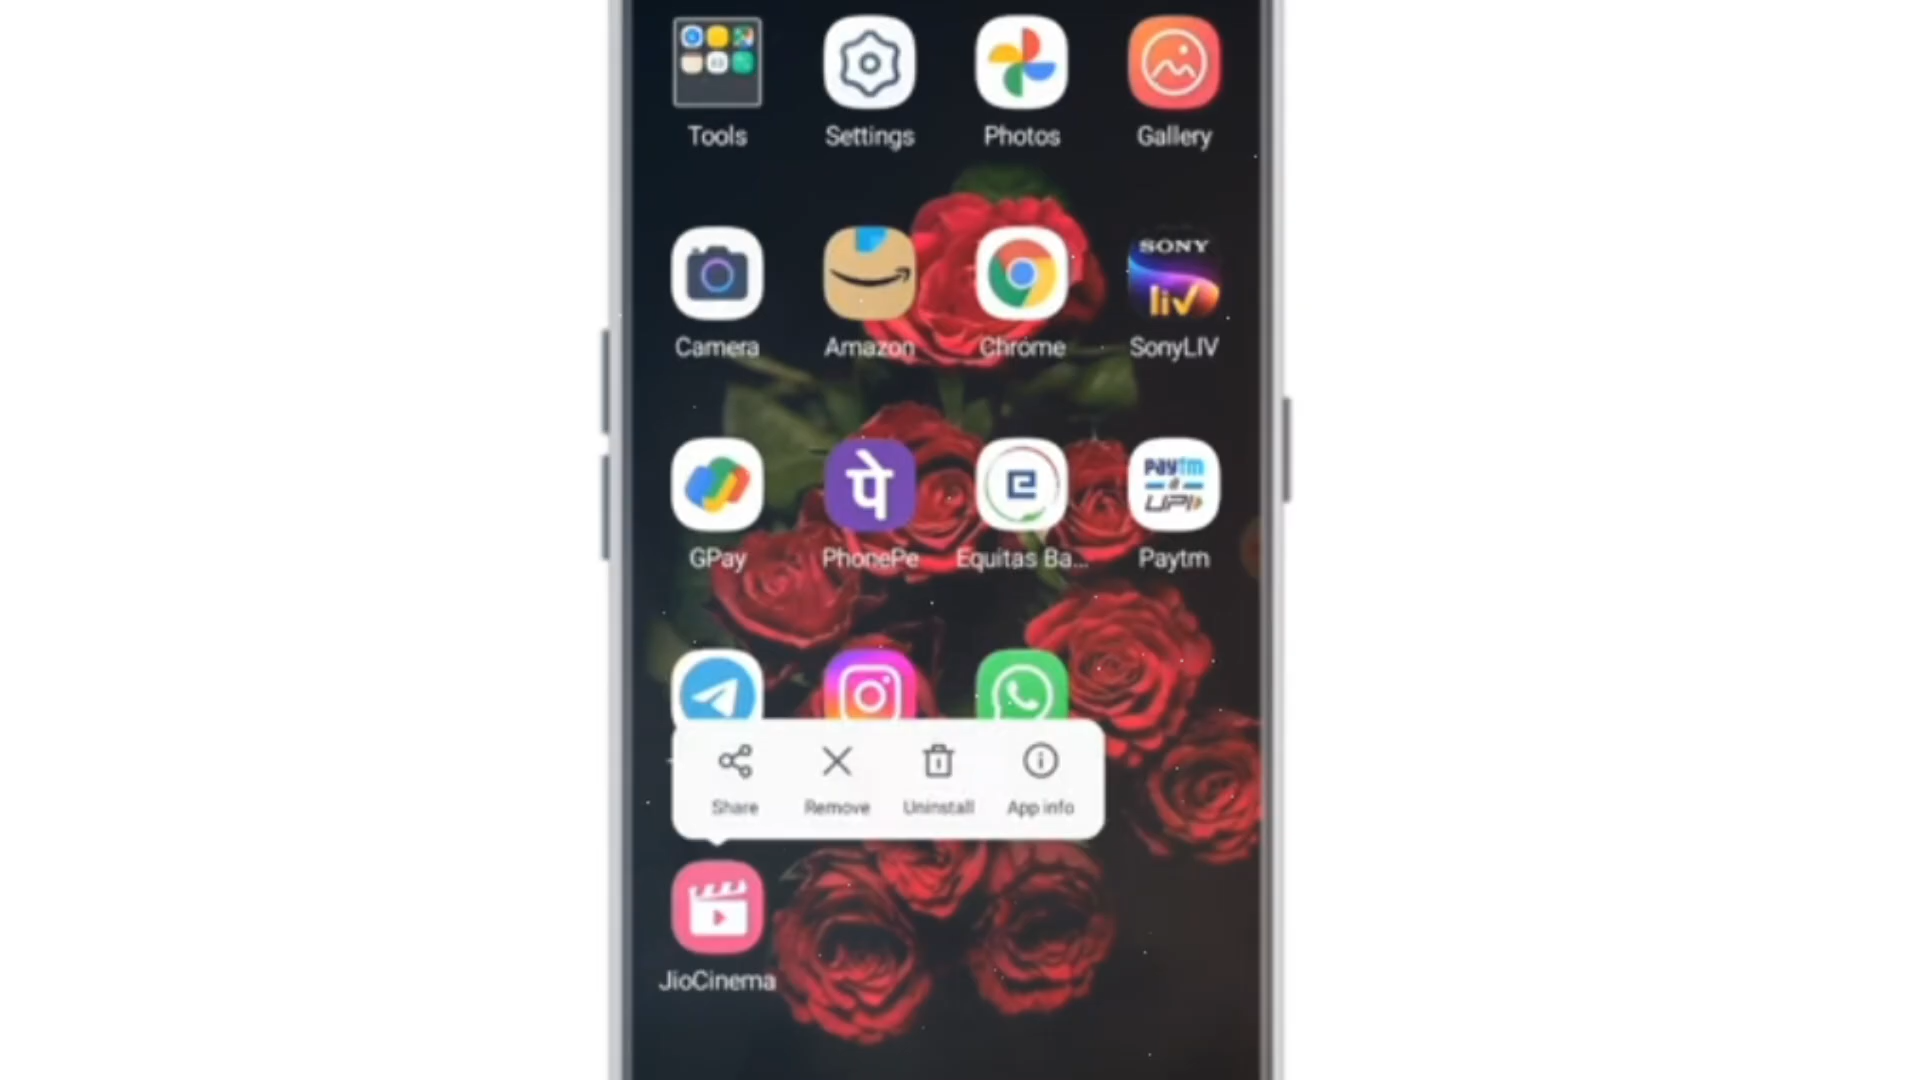 Tools Settings Photos Gallery
SONY
liv
Camera Amazon Chrome SonyLIV
पे
Paytm
UPI
GPay PhonePe Equitas Ba... Paytm
Share Remove Uninstall App info
JioCinema